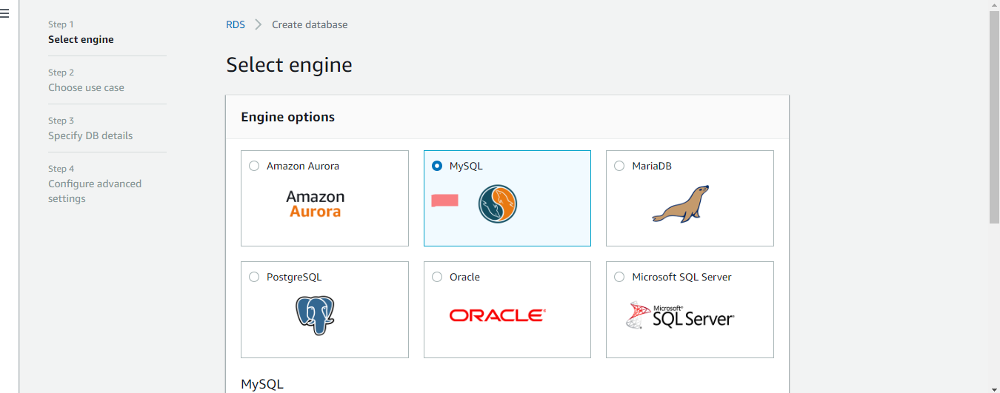 Step 1
Select engine
Step 2
Choose use case
Step 3
Specify DB details
Step 4
Configure advanced
settings
RDS
Create database
Select engine
Engine options
Amazon Aurora
Amazon
Aurora
MySQL
MariaDB
PostgreSQL
Oracle
ORACLE®
Microsoft SQL Server
Microsoft®
SQL Server®
MySQL